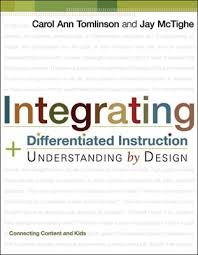 Carol Ann Tomlinson and Jay McTighe
Integrating
+ Differentiated Instruction
UNDERSTANDING by DESIGN
Connecting Content and Kids